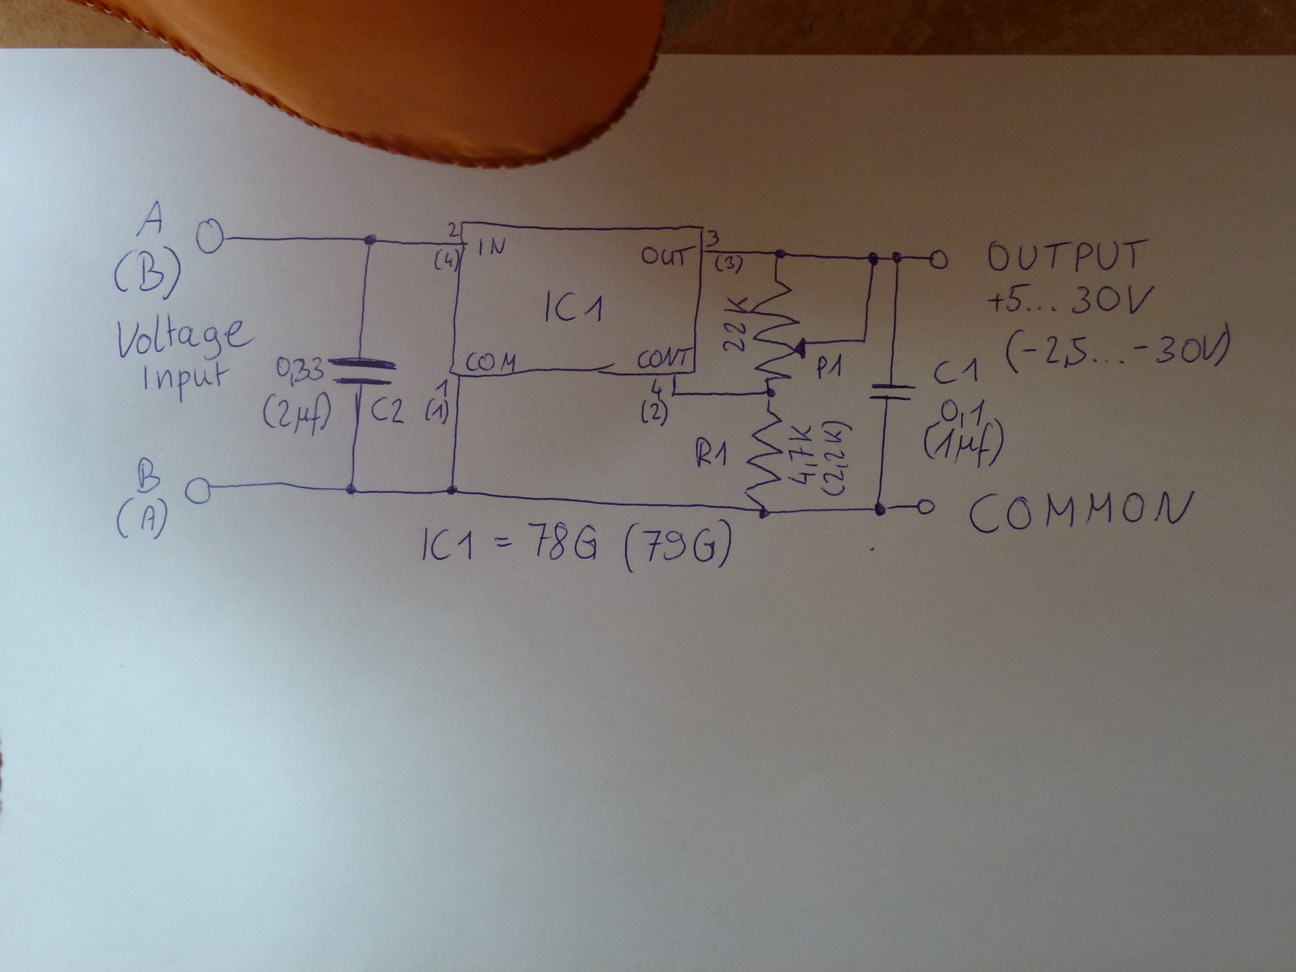 A
(B)
Voltage
Input
B
(A)
0,33
(2µf)
C2
2
(4)
IN
OUT
3
(3)
IC1
COM
CONT
1
(1)
4
(2)
22K
P1
R1
4,7K
(2,2K)
C1
0,1
(1µf)
OUTPUT
+5...30V
(-2,5...-30V)
COMMON
IC1 = 78G (79G)